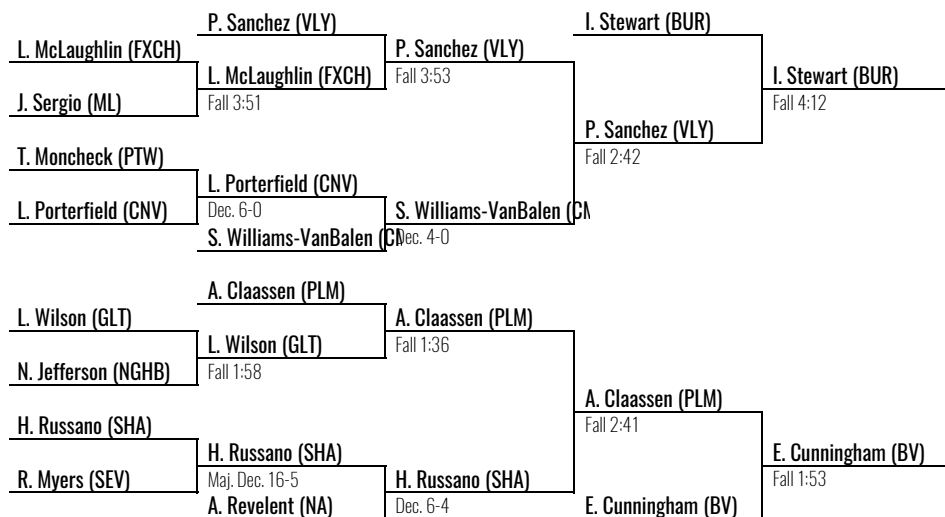 P. Sanchez (VLY)
I. Stewart (BUR)
L. McLaughlin (FXCH)
P. Sanchez (VLY)
Fall 3:53
L. McLaughlin (FXCH)
Fall 3:51
I. Stewart (BUR)
Fall 4:12
J. Sergio (ML)
P. Sanchez (VLY)
Fall 2:42
T. Moncheck (PTW)
L. Porterfield (CNV)
Dec. 6-0
L. Porterfield (CNV)
S. Williams-VanBalen
Dec. 4-0
S. Williams-VanBalen
A. Claassen (PLM)
L. Wilson (GLT)
A. Claassen (PLM)
Fall 1:36
L. Wilson (GLT)
Fall 1:58
N. Jefferson (NGHB)
A. Claassen (PLM)
Fall 2:41
H. Russano (SHA)
H. Russano (SHA)
Maj. Dec. 16-5
E. Cunningham (BV)
Fall 1:53
R. Myers (SEV)
H. Russano (SHA)
Dec. 6-4
A. Revelent (NA)
E. Cunningham (BV)